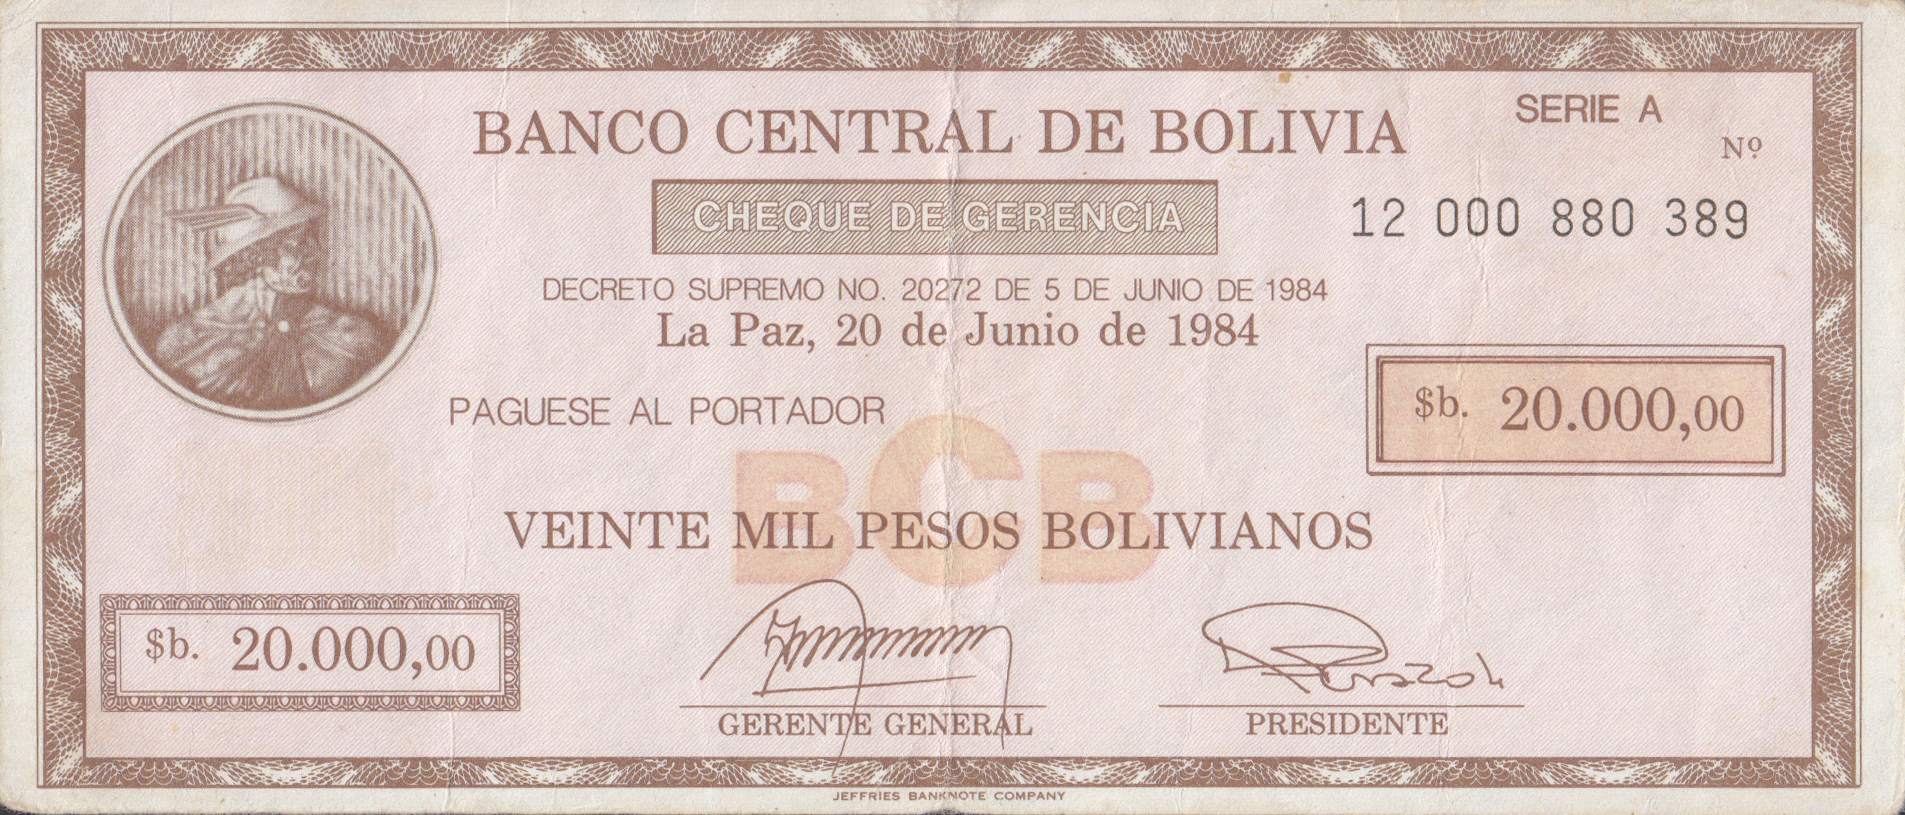 BANCO CENTRAL DE BOLIVIA
SERIE A
Nº
CHEQUE DE GERENCIA
12 000 880 389
DECRETO SUPREMO NO. 20272 DE 5 DE JUNIO DE 1984
La Paz, 20 de Junio de 1984
PAGUESE AL PORTADOR
$b. 20.000,00
BCB
VEINTE MIL PESOS BOLIVIANOS
$b. 20.000,00
GERENTE GENERAL
PRESIDENTE
JEFFRIES BANKNOTE COMPANY